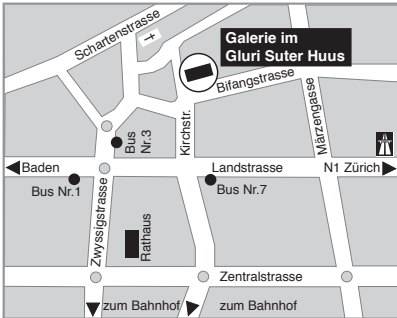 Schartenstrasse
Galerie im
Gluri Suter Huus
Bifangstrasse
Märzengasse
Kirchstr.
Bus
Nr.3
Baden
Landstrasse
N1 Zürich
Bus Nr.1
Bus Nr.7
Zwyssigstrasse
Rathaus
Zentralstrasse
zum Bahnhof
zum Bahnhof